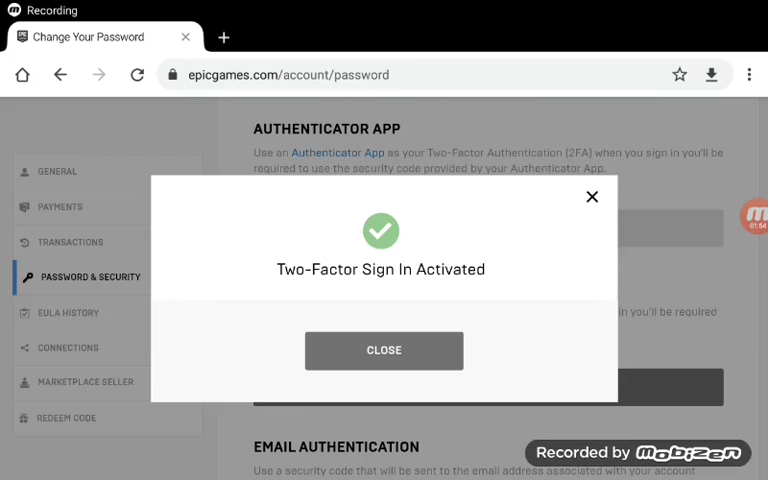 Recording
Change Your Password
epicgames.com/account/password
AUTHENTICATOR APP
Use an Authenticator App as your Two-Factor Authentication [2FA] when you sign in you'll be
required to use the security code provided by your Authenticator App.
GENERAL
PAYMENTS
TRANSACTIONS
PASSWORD & SECURITY
EULA HISTORY
CONNECTIONS
MARKETPLACE SELLER
REDEEM CODE
Two-Factor Sign In Activated
CLOSE
01:54
in you'll be required
EMAIL AUTHENTICATION
Use a security code that will be sent to the email address associated with your account
Recorded by mobizen